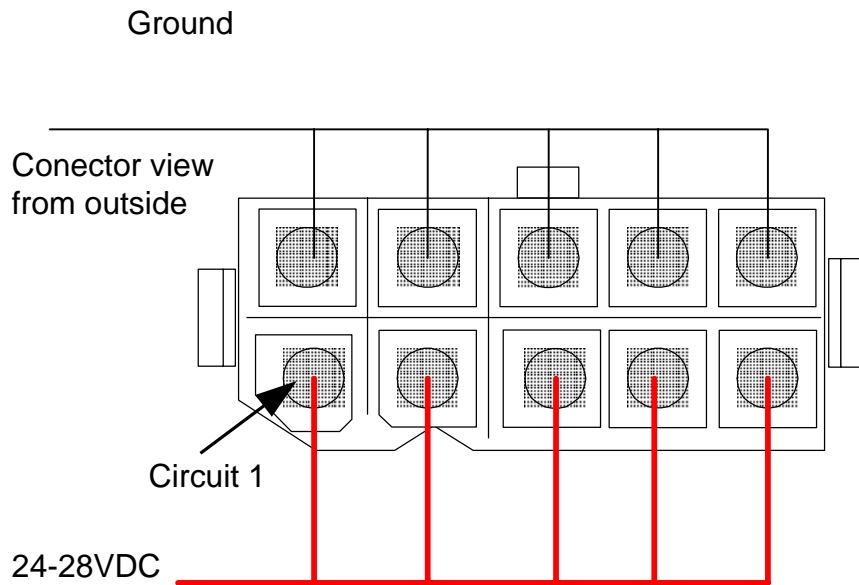 Ground
Conector view
from outside
Circuit 1
24-28VDC